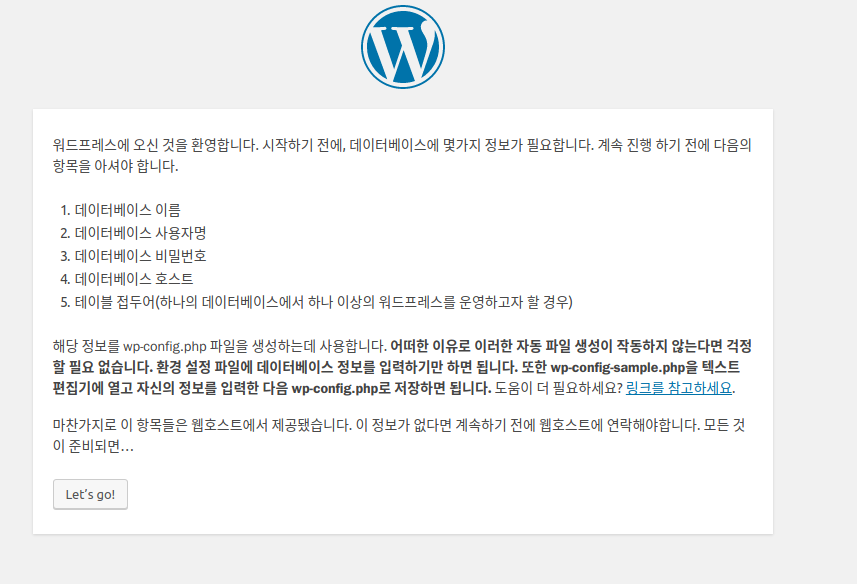 워드프레스에 오신 것을 환영합니다. 시작하기 전에, 데이터베이스에 몇가지 정보가 필요합니다. 계속 진행 하기 전에 다음의
항목을 아셔야 합니다.
1. 데이터베이스 이름
2. 데이터베이스 사용자명
3. 데이터베이스 비밀번호
4. 데이터베이스 호스트
5. 테이블 접두어(하나의 데이터베이스에서 하나 이상의 워드프레스를 운영하고자 할 경우)
해당 정보를 wp-config.php 파일을 생성하는데 사용합니다. 어떠한 이유로 이러한 자동 파일 생성이 작동하지 않는다면 걱정
할 필요 없습니다. 환경 설정 파일에 데이터베이스 정보를 입력하기만 하면 됩니다. 또한 wp-config-sample.php을 텍스트
편집기에 열고 자신의 정보를 입력한 다음 wp-config.php로 저장하면 됩니다. 도움이 더 필요하세요? 링크를 참고하세요.
마찬가지로 이 항목들은 웹호스트에서 제공됐습니다. 이 정보가 없다면 계속하기 전에 웹호스트에 연락해야합니다. 모든 것
이 준비되면…
Let’s go!